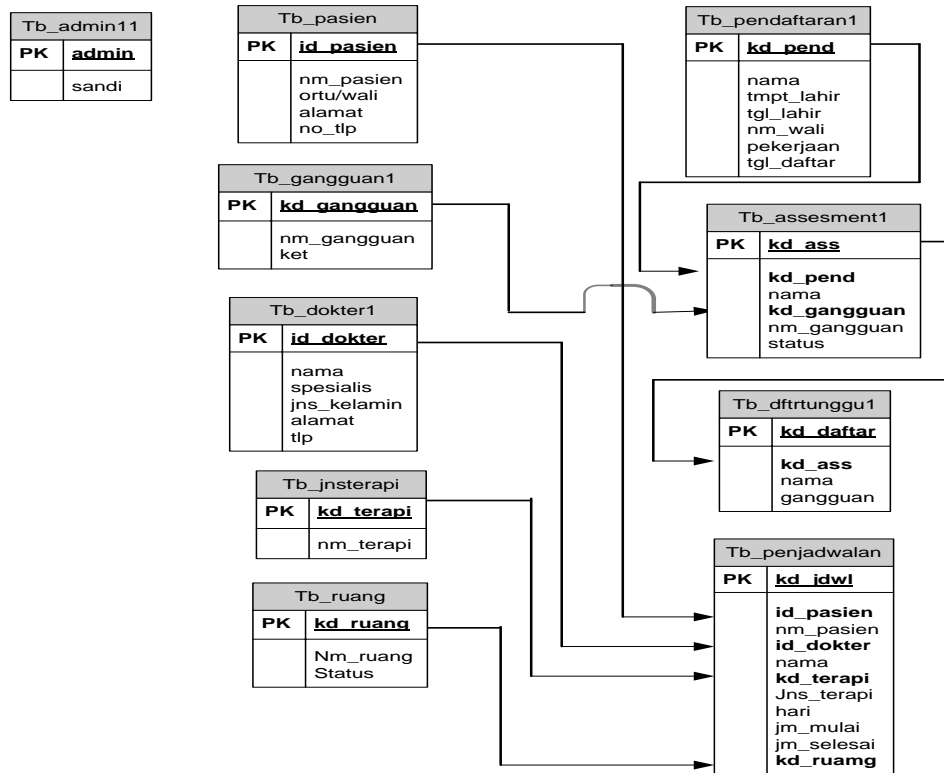 Tb_admin11
PK admin
sandi
Tb_pasien
PK id_pasien
nm_pasien
ortu/wali
alamat
no_tlp
Tb_pendaftaran1
PK kd_pend
nama
tmpt_lahir
tgl_lahir
nm_wali
pekerjaan
tgl_daftar
Tb_gangguan1
PK kd_gangguan
nm_gangguan
ket
Tb_assesment1
PK kd_ass
kd_pend
nama
kd_gangguan
nm_gangguan
status
Tb_dokter1
PK id_dokter
nama
spesialis
jns_kelamin
alamat
tlp
Tb_dftrtunggu1
PK kd_daftar
kd_ass
nama
gangguan
Tb_jnsterapi
PK kd_terapi
nm_terapi
Tb_ruang
PK kd_ruang
Nm_ruang
Status
Tb_penjadwalan
PK kd_jdwl
id_pasien
nm_pasien
id_dokter
nama
kd_terapi
Jns_terapi
hari
jm_mulai
jm_selesai
kd_ruamg